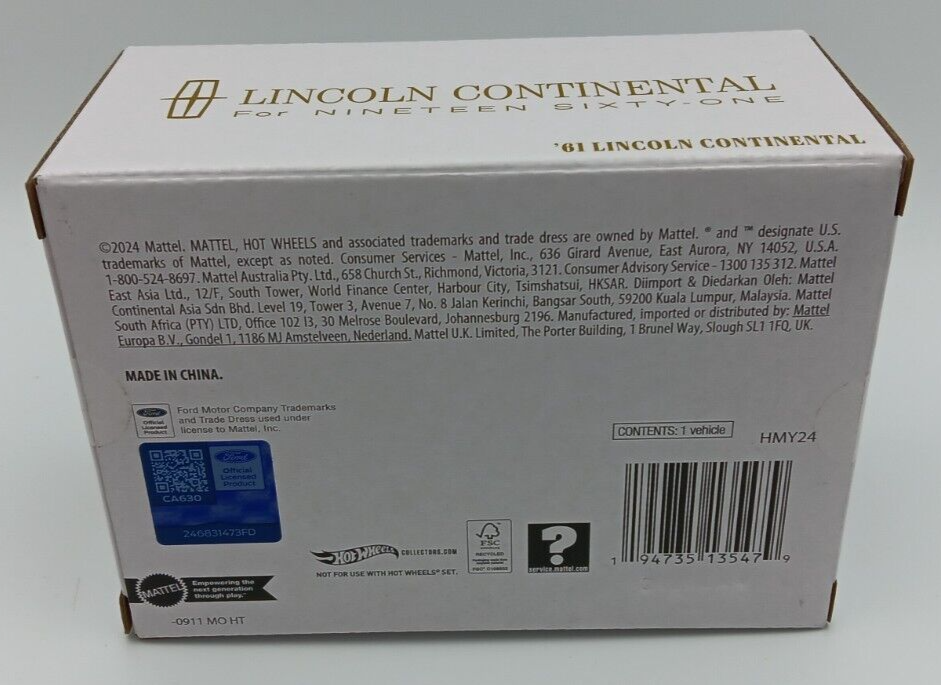 LINCOLN CONTINENTAL
For NINETEEN SIXTY-ONE
'61 LINCOLN CONTINENTAL
©2024 Mattel. MATTEL, HOT WHEELS and associated trademarks and trade dress are owned by Mattel. ® and ™ designate U.S.
trademarks of Mattel, except as noted. Consumer Services - Mattel, Inc., 636 Girard Avenue, East Aurora, NY 14052, U.S.A.
1-800-524-8697. Mattel Australia Pty. Ltd., 658 Church St., Richmond, Victoria, 3121. Consumer Advisory Service - 1300 135 312. Mattel
East Asia Ltd., 12/F, South Tower, World Finance Center, Harbour City, Tsimshatsui, HKSAR. Diimport & Diedarkan Oleh: Mattel
Continental Asia Sdn Bhd. Level 19, Tower 3, Avenue 7, No. 8 Jalan Kerinchi, Bangsar South, 59200 Kuala Lumpur, Malaysia. Mattel
South Africa (PTY) LTD, Office 102 I3, 30 Melrose Boulevard, Johannesburg 2196. Manufactured, imported or distributed by: Mattel
Europa B.V., Gondel 1, 1186 MJ Amstelveen, Nederland. Mattel U.K. Limited, The Porter Building, 1 Brunel Way, Slough SL1 1FQ, UK.
MADE IN CHINA.
Ford
Official
Licensed
Product
Ford Motor Company Trademarks
and Trade Dress used under
license to Mattel, Inc.
CONTENTS: 1 vehicle
HMY24
Ford
Official
Licensed
Product
CA630
246831473FD
HOT WHEELS COLLECTORS.COM
NOT FOR USE WITH HOT WHEELS® SET.
FSC
RECYCLED
?
service.mattel.com
1 94735 13547 9
MATTEL
Empowering the
next generation
through play.™
-0911 MO HT